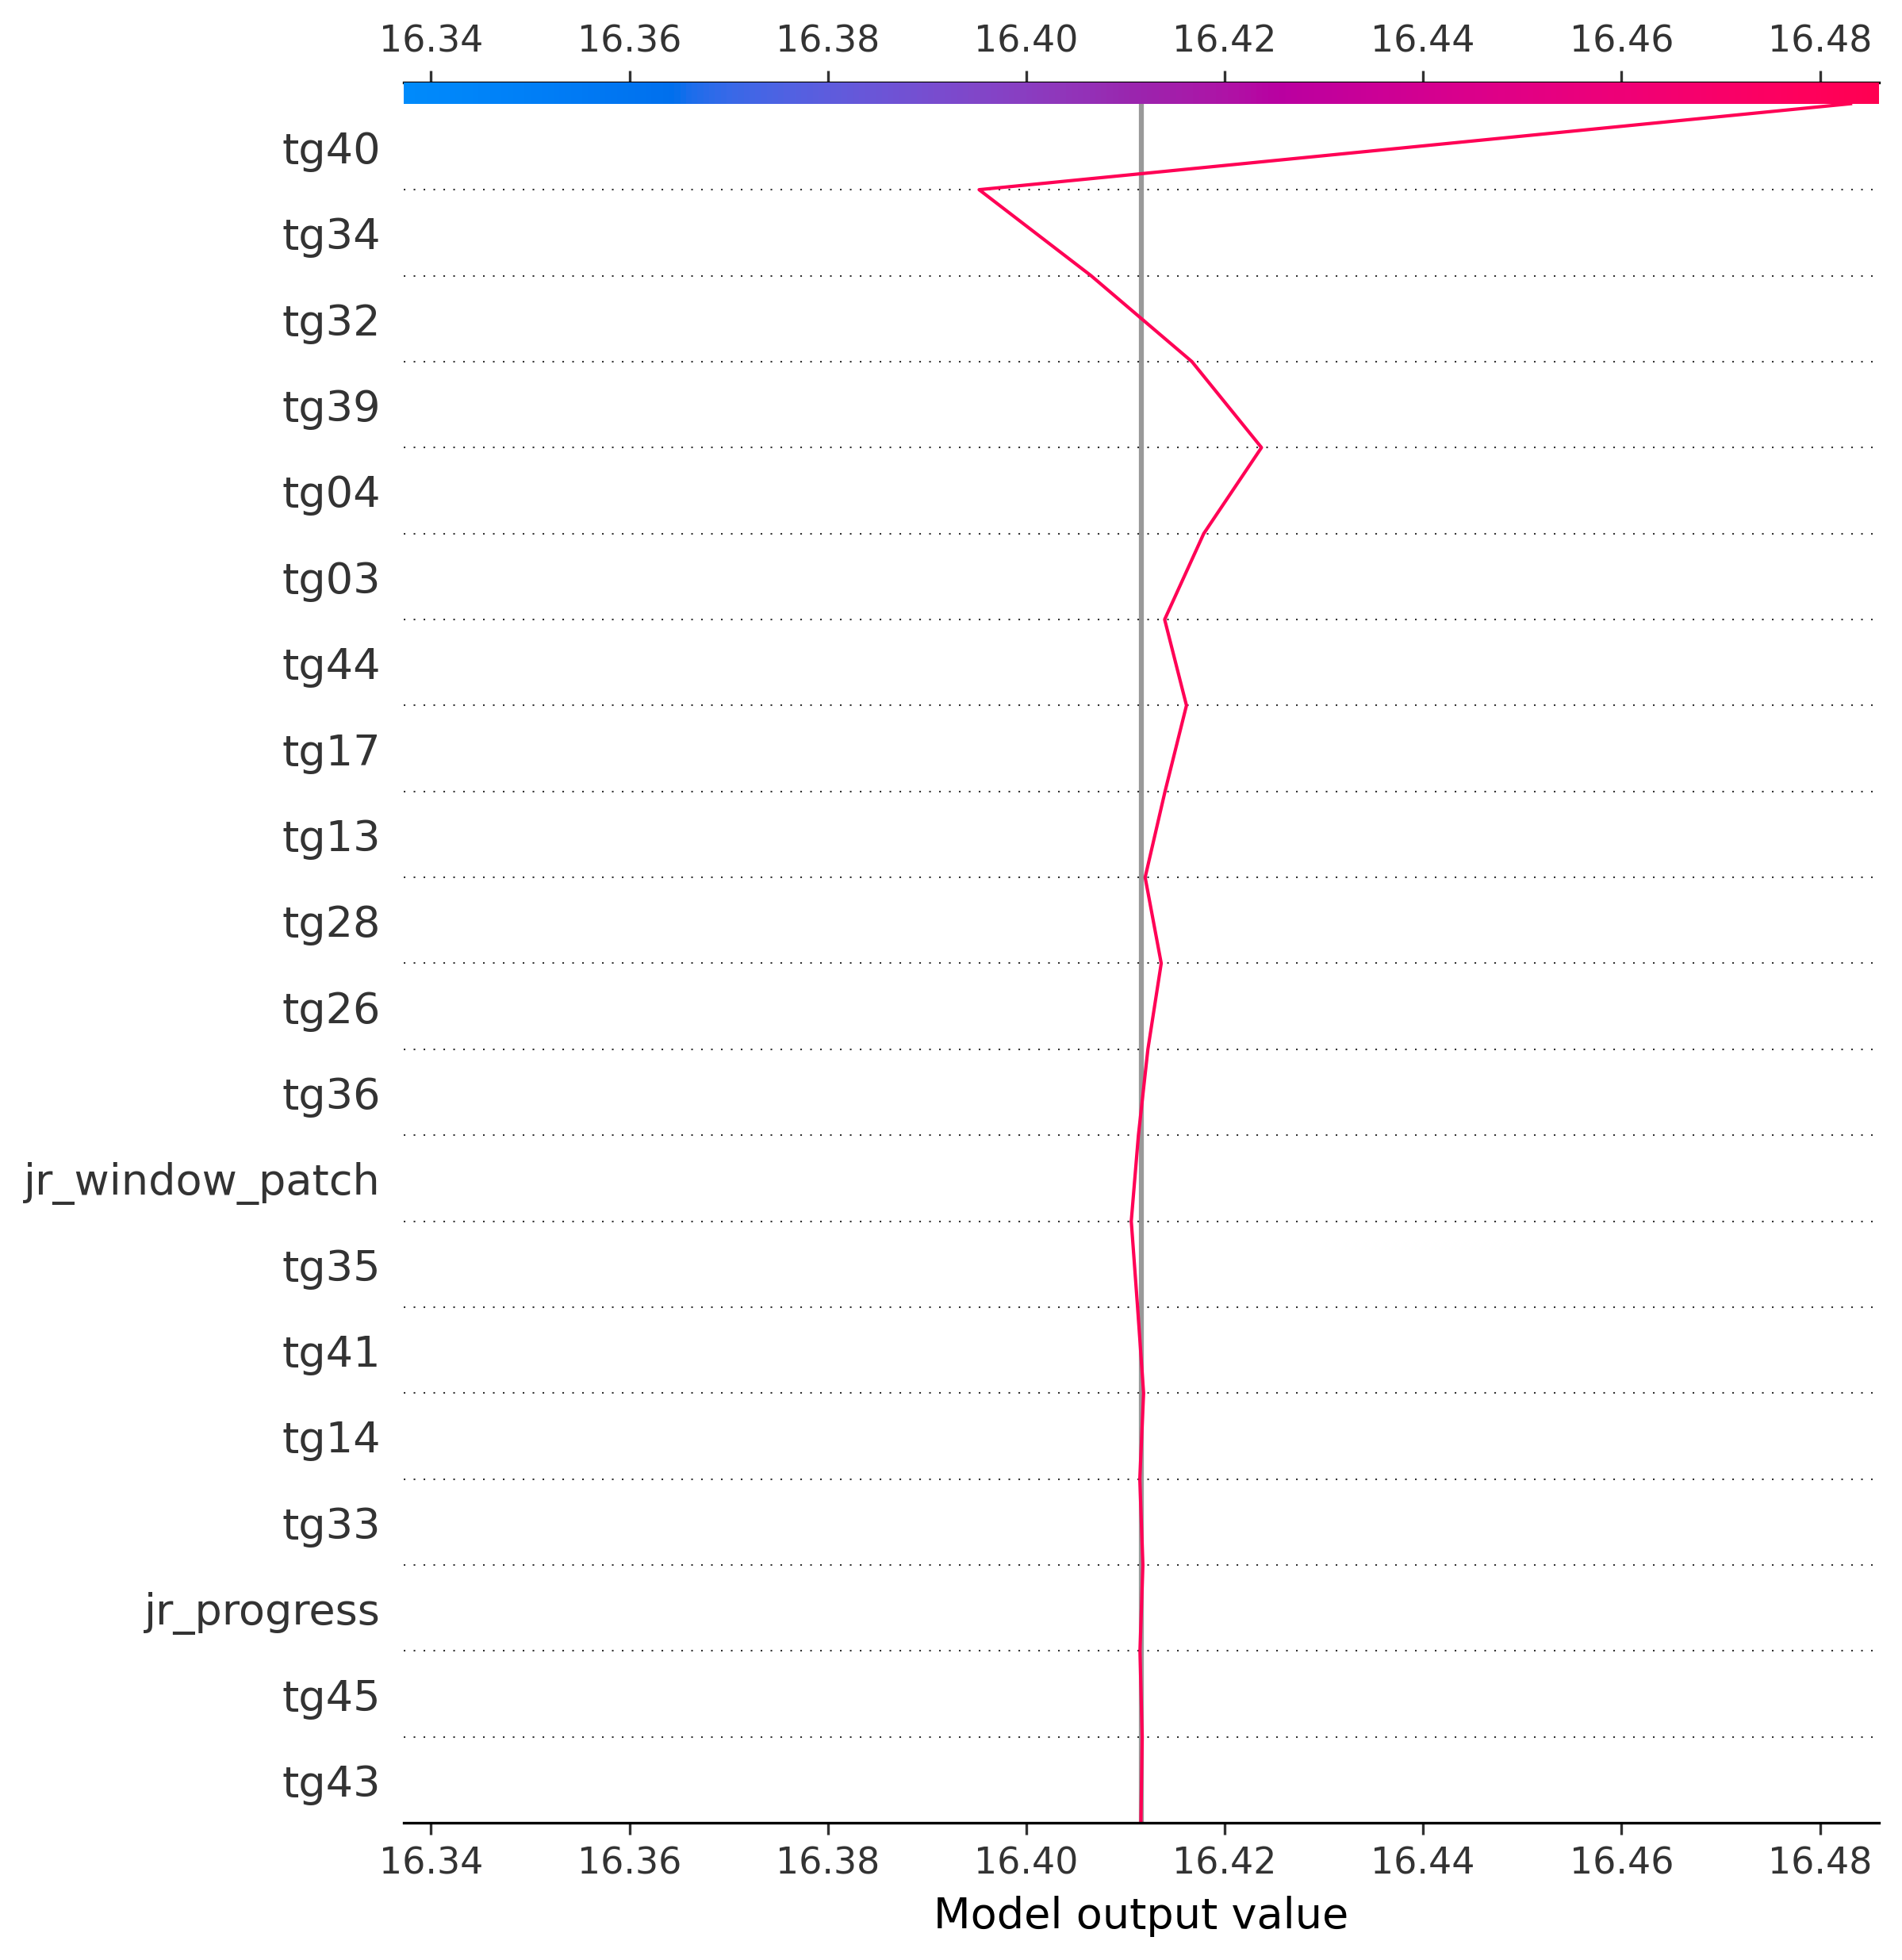 16.34 16.36 16.38 16.40 16.42 16.44 16.46 16.48
tg40
tg34
tg32
tg39
tg04
tg03
tg44
tg17
tg13
tg28
tg26
tg36
jr_window_patch
tg35
tg41
tg14
tg33
jr_progress
tg45
tg43
16.34 16.36 16.38 16.40 16.42 16.44 16.46 16.48
Model output value